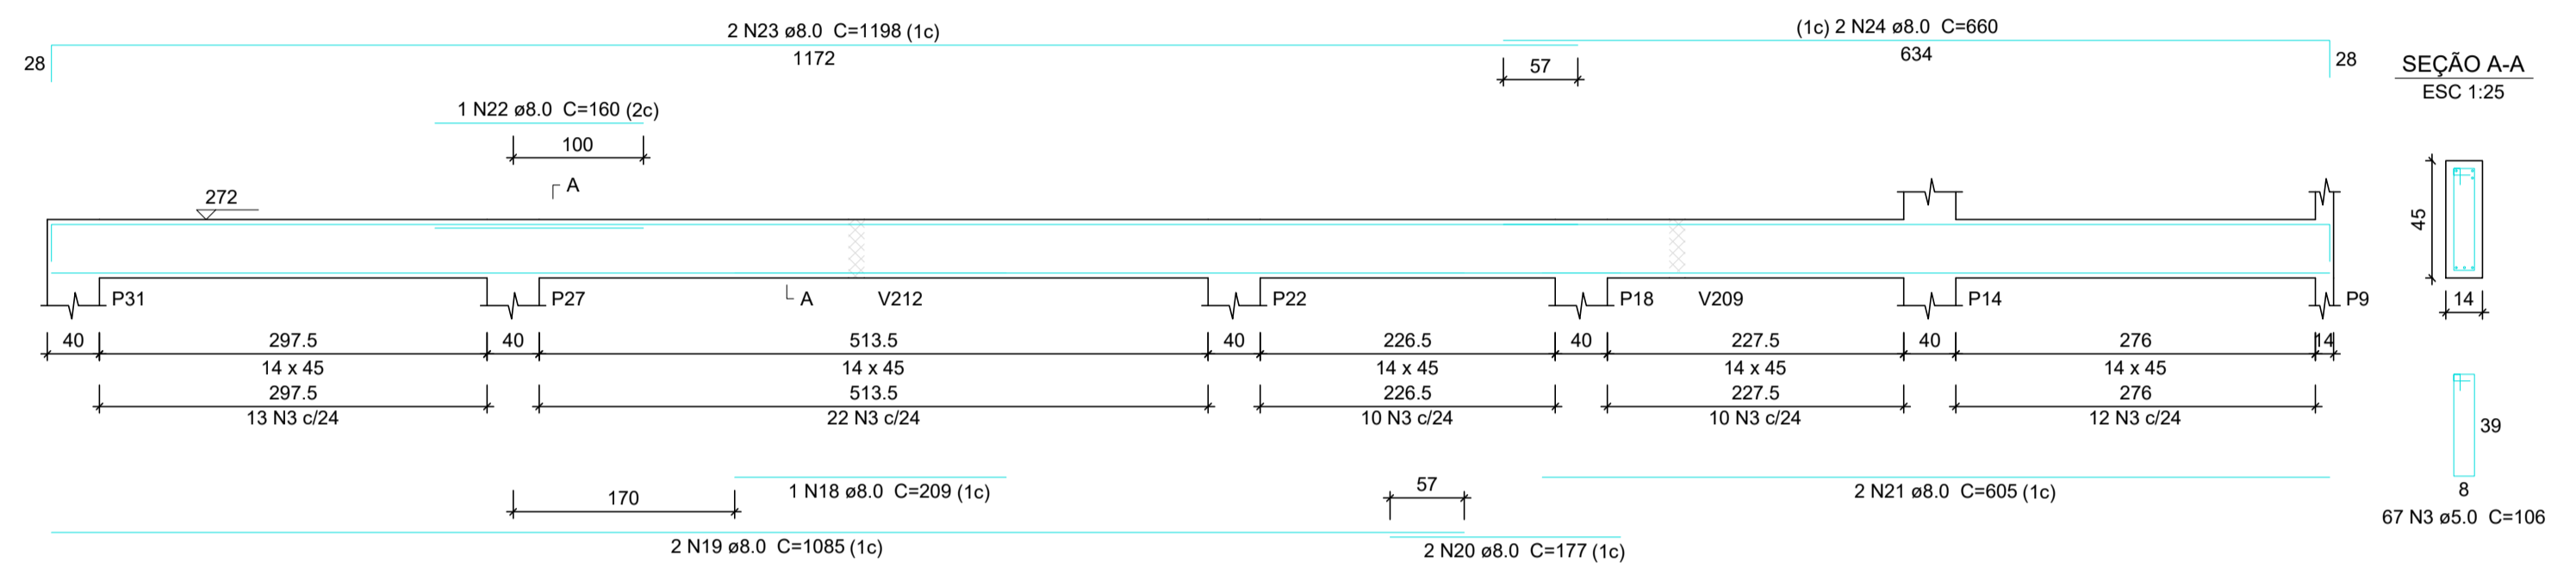 2 N23 ø8.0 C=1198 (1c)
(1c) 2 N24 ø8.0 C=660
28
1172
634
28
57
SEÇÃO A-A
ESC 1:25
1 N22 ø8.0 C=160 (2c)
100
A
272
45
14
P31
P27
A
V212
P22
P18
V209
P14
P9
40
297.5
40
513.5
40
226.5
40
227.5
40
276
14
14 x 45
14 x 45
14 x 45
14 x 45
14 x 45
297.5
513.5
226.5
227.5
276
13 N3 c/24
22 N3 c/24
10 N3 c/24
10 N3 c/24
12 N3 c/24
39
8
67 N3 ø5.0 C=106
170
1 N18 ø8.0 C=209 (1c)
57
2 N21 ø8.0 C=605 (1c)
2 N19 ø8.0 C=1085 (1c)
2 N20 ø8.0 C=177 (1c)